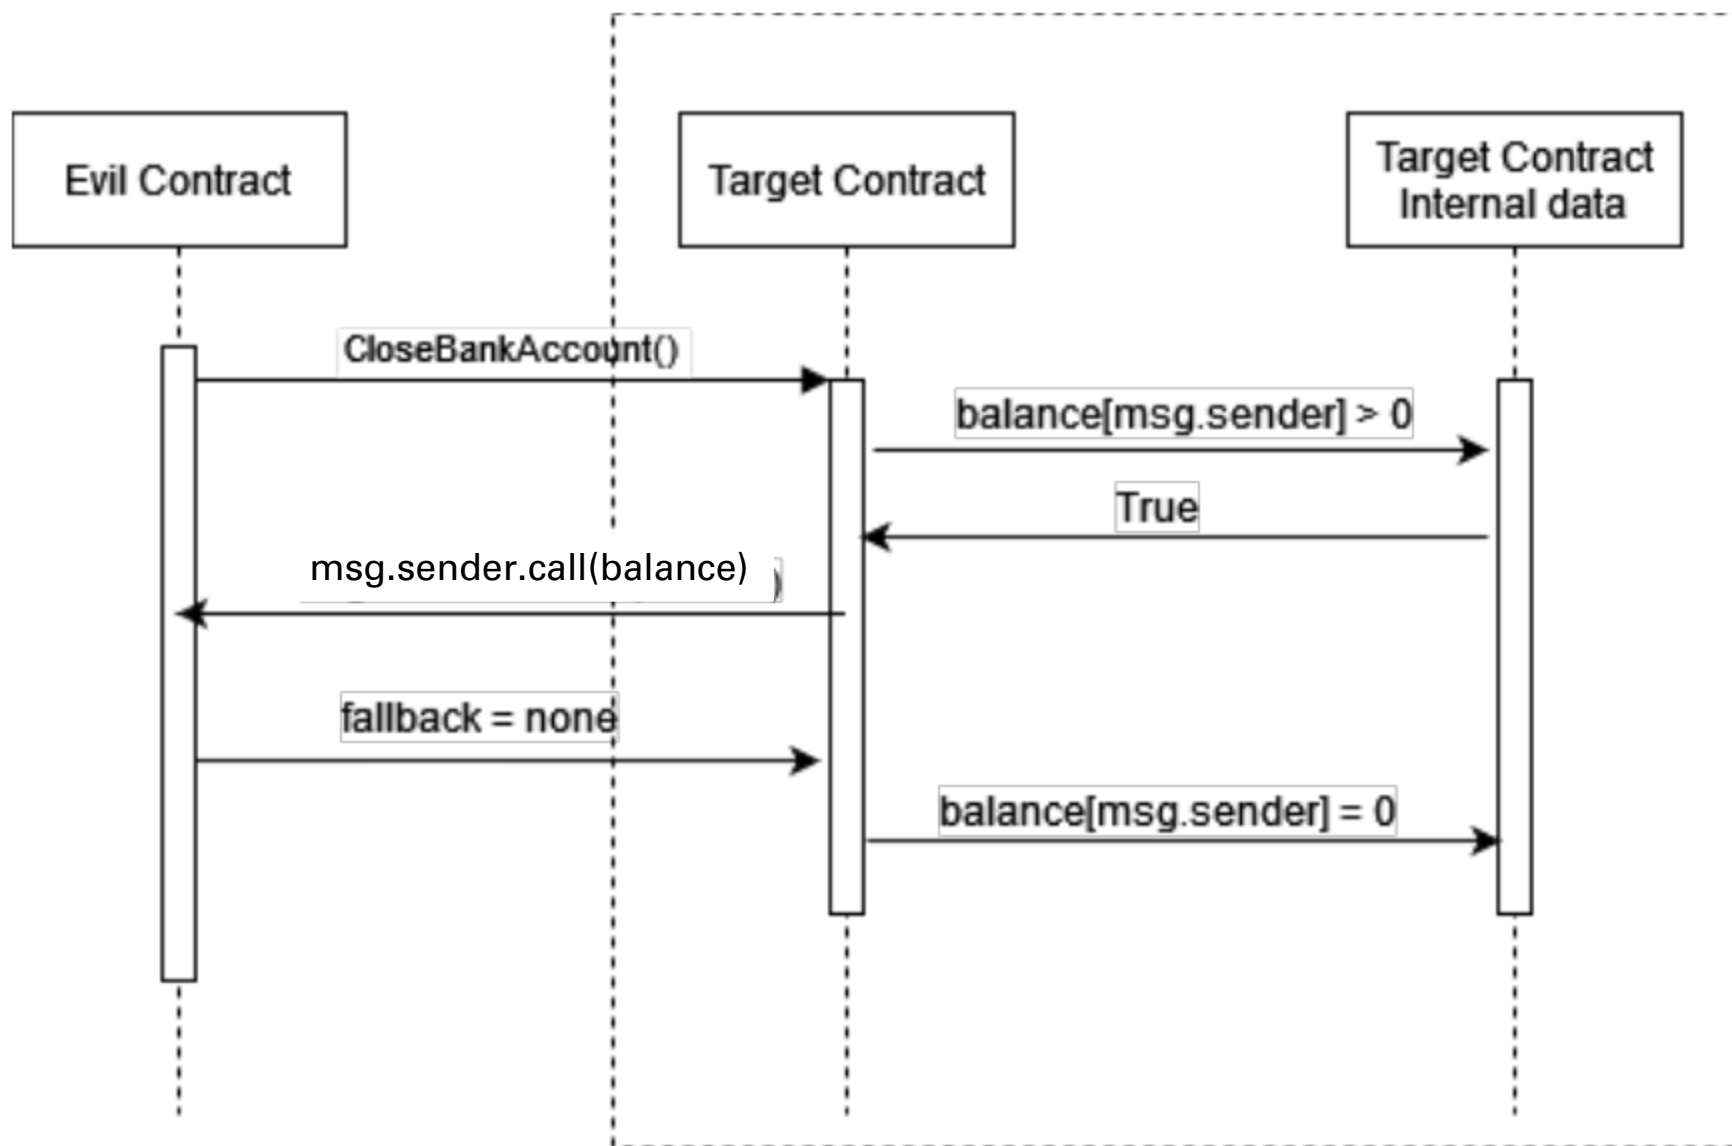 Evil Contract
Target Contract
Target Contract
Internal data
CloseBankAccount()
balance[msg.sender] > 0
True
msg.sender.call(balance)
)
fallback = none
balance[msg.sender] = 0